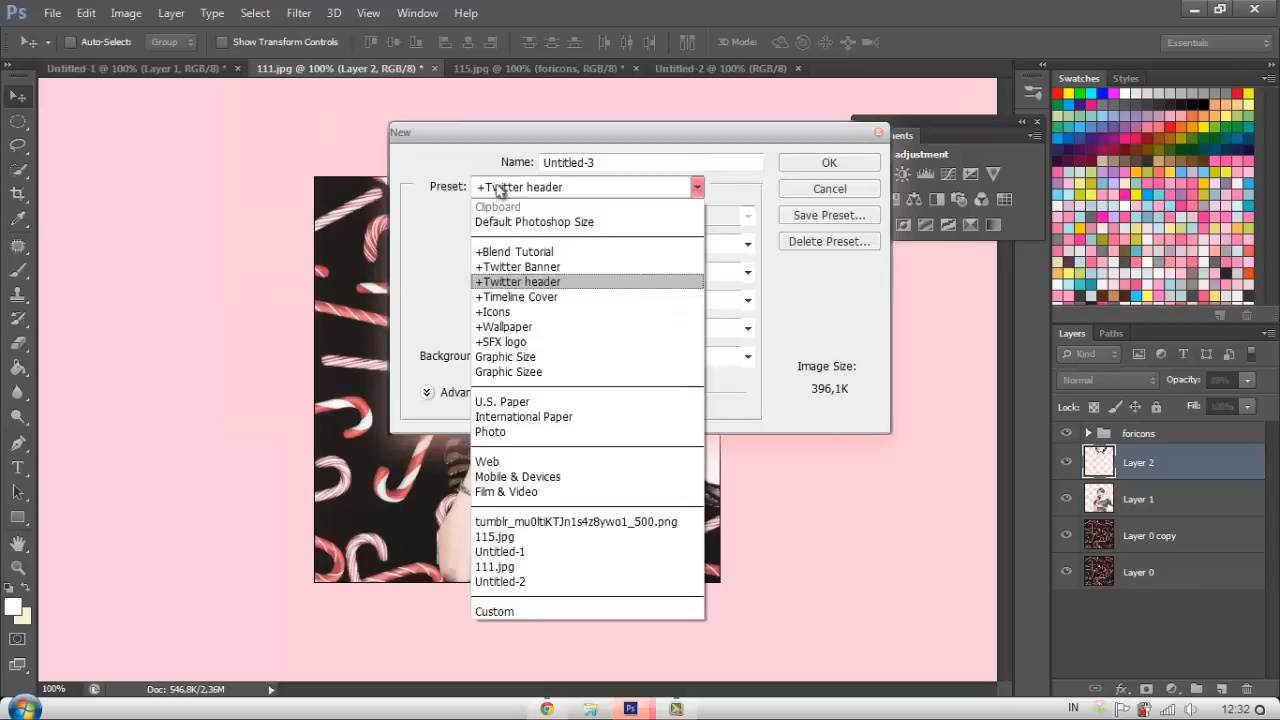 Ps File Edit Image Layer Type Select Filter 3D View Window Help
Auto-Select: Group Show Transform Controls 3D Mode: Essentials
Untitled-1 @ 100% (Layer 1, RGB/8) * × 111.jpg @ 100% (Layer 2, RGB/8) * × 115.jpg @ 100% (foricons, RGB/8) * × Untitled-2 @ 100% (RGB/8) ×
Swatches Styles
New
Name: Untitled-3 OK
Preset: +Twitter header Cancel
Save Preset...
Delete Preset...
Clipboard
Default Photoshop Size
+Blend Tutorial
+Twitter Banner
+Twitter header
+Timeline Cover
+Icons
+Wallpaper
+SFX logo
Graphic Size
Graphic Sizee
U.S. Paper
International Paper
Photo
Web
Mobile & Devices
Film & Video
tumblr_mu0ltiKTJn1s4z8ywo1_500.png
115.jpg
Untitled-1
111.jpg
Untitled-2
Custom
Backgroun
Advan
Image Size:
396,1K
ments
adjustment
Layers Paths
Kind
Normal Opacity: 
Lock: Fill: 100%
foricons
Layer 2
Layer 1
Layer 0 copy
Layer 0
100% Doc: 546,8K/2,36M
Ps IN 12:32